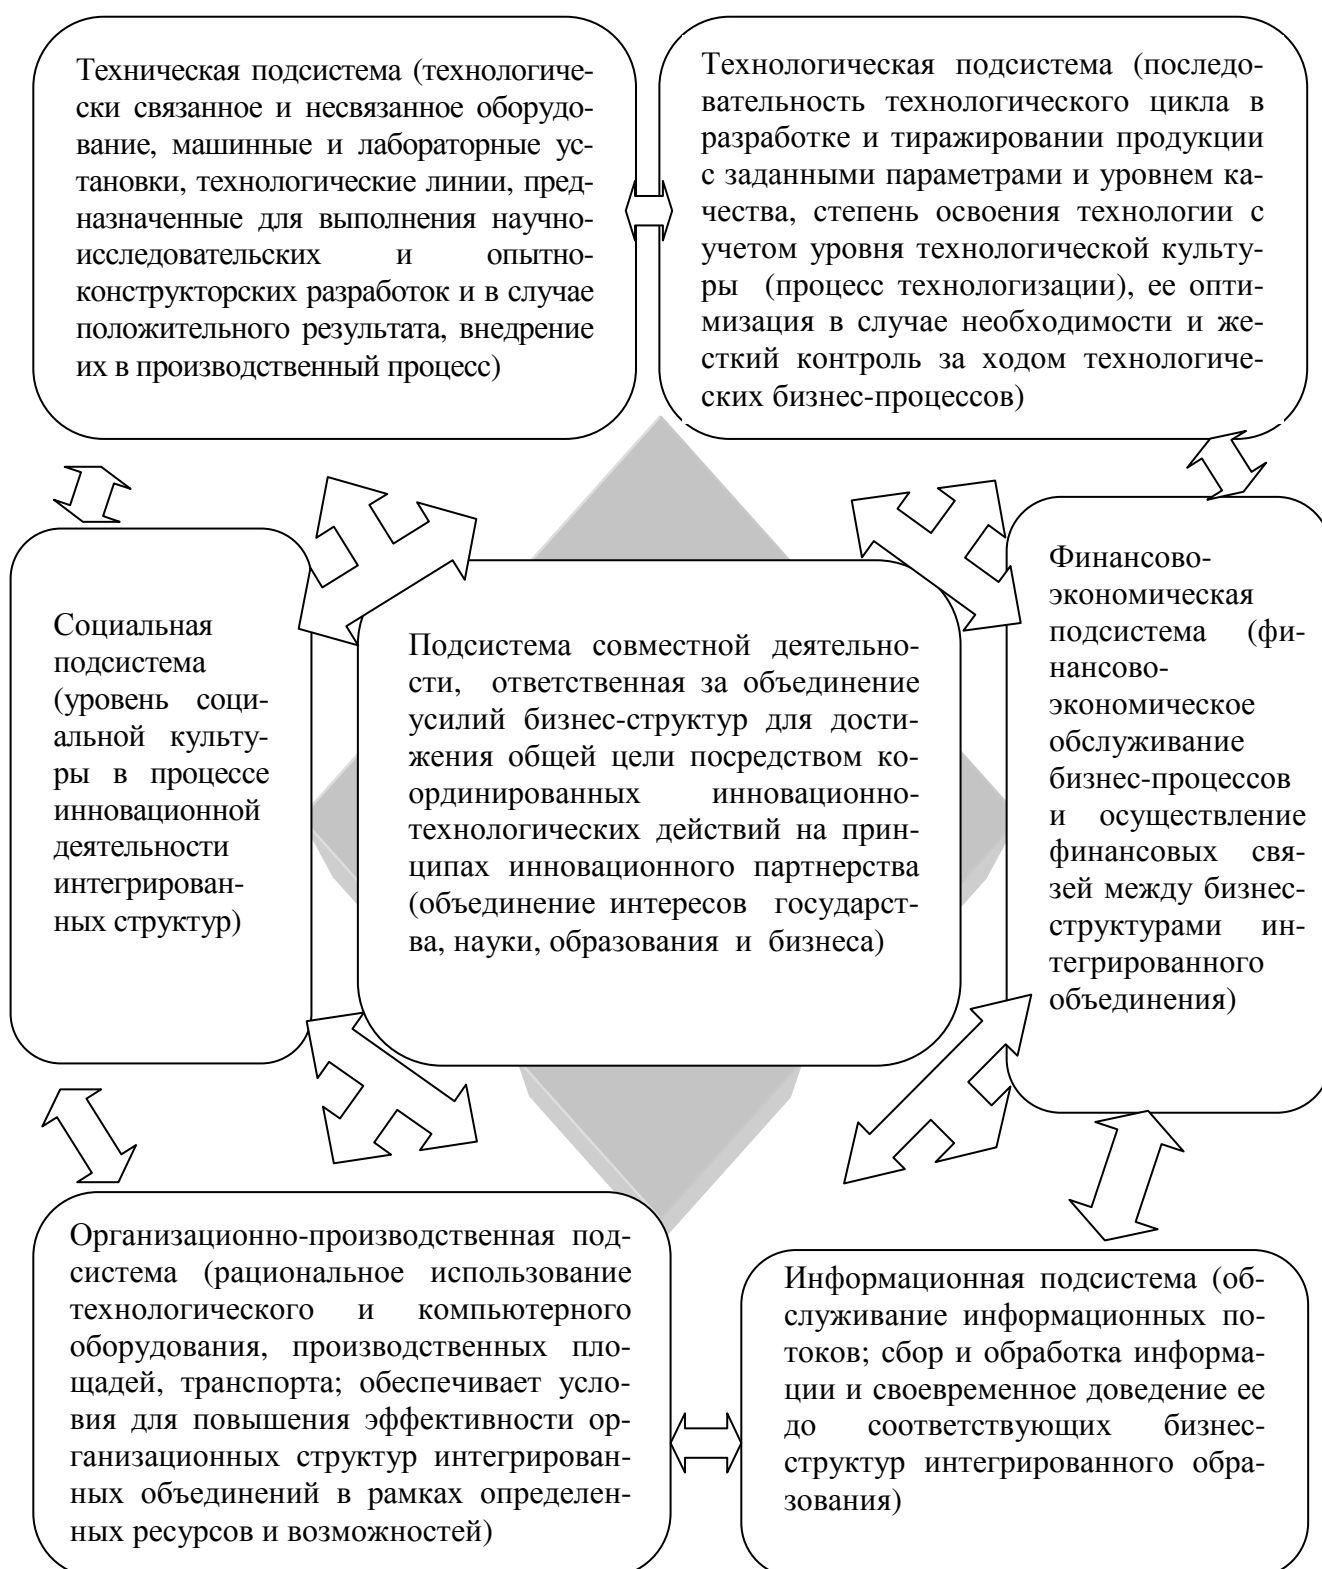 Техническая подсистема (технологиче-
ски связанное и несвязанное оборудо-
вание, машинные и лабораторные ус-
тановки, технологические линии, пред-
назначенные для выполнения научно-
исследовательских и опытно-
конструкторских разработок и в случае
положительного результата, внедрение
их в производственный процесс)
Технологическая подсистема (последо-
вательность технологического цикла в
разработке и тиражировании продукции
с заданными параметрами и уровнем ка-
чества, степень освоения технологии с
учетом уровня технологической культу-
ры (процесс технологизации), ее опти-
мизация в случае необходимости и же-
сткий контроль за ходом технологиче-
ских бизнес-процессов)
Социальная
подсистема
(уровень соци-
альной культу-
ры в процессе
инновационной
деятельности
интегрирован-
ных структур)
Подсистема совместной деятельно-
сти, ответственная за объединение
усилий бизнес-структур для дости-
жения общей цели посредством ко-
ординированных инновационно-
технологических действий на прин-
ципах инновационного партнерства
(объединение интересов государст-
ва, науки, образования и бизнеса)
Финансово-
экономическая
подсистема (фи-
нансово-
экономическое
обслуживание
бизнес-процессов
и осуществление
финансовых свя-
зей между бизнес-
структурами ин-
тегрированного
объединения)
Организационно-производственная под-
система (рациональное использование
технологического и компьютерного
оборудования, производственных пло-
щадей, транспорта; обеспечивает усло-
вия для повышения эффективности ор-
ганизационных структур интегрирован-
ных объединений в рамках определен-
ных ресурсов и возможностей)
Информационная подсистема (об-
служивание информационных по-
токов; сбор и обработка информа-
ции и своевременное доведение ее
до соответствующих бизнес-
структур интегрированного обра-
зования)